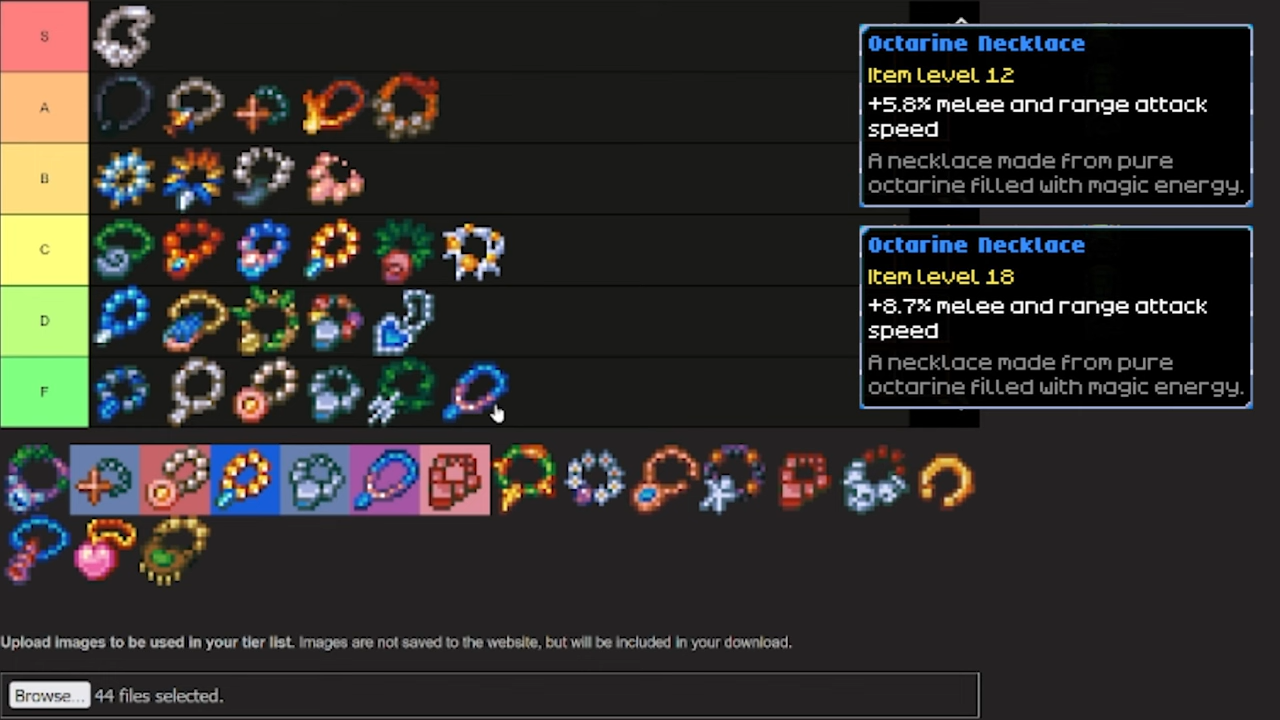 S
A
B
C
D
F
Octarine Necklace
Item Level 12
+5.8% melee and range attack
speed
A necklace made from pure
octarine filled with magic energy.
Octarine Necklace
Item Level 18
+8.7% melee and range attack
speed
A necklace made from pure
octarine filled with magic energy.
Upload images to be used in your tier list. Images are not saved to the website, but will be included in your download.
Browse... 44 files selected.